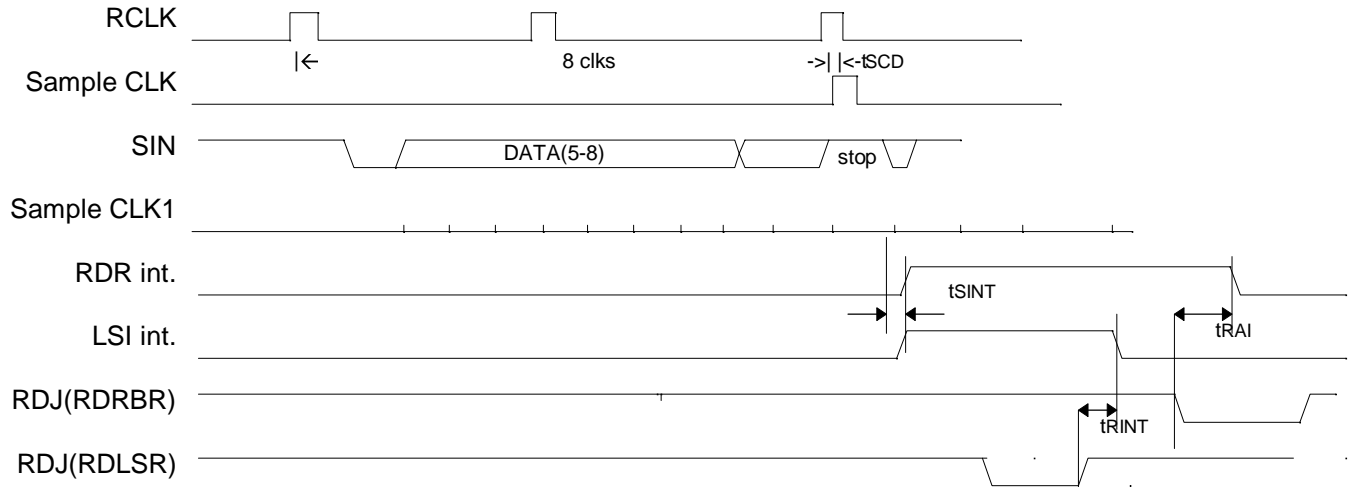 RCLK
|← 8 clks ->| |<-tSCD
Sample CLK
SIN DATA(5-8) stop
Sample CLK1
RDR int.
tSINT
tRAI
LSI int.
RDJ(RDRBR)
tRINT
RDJ(RDLSR)